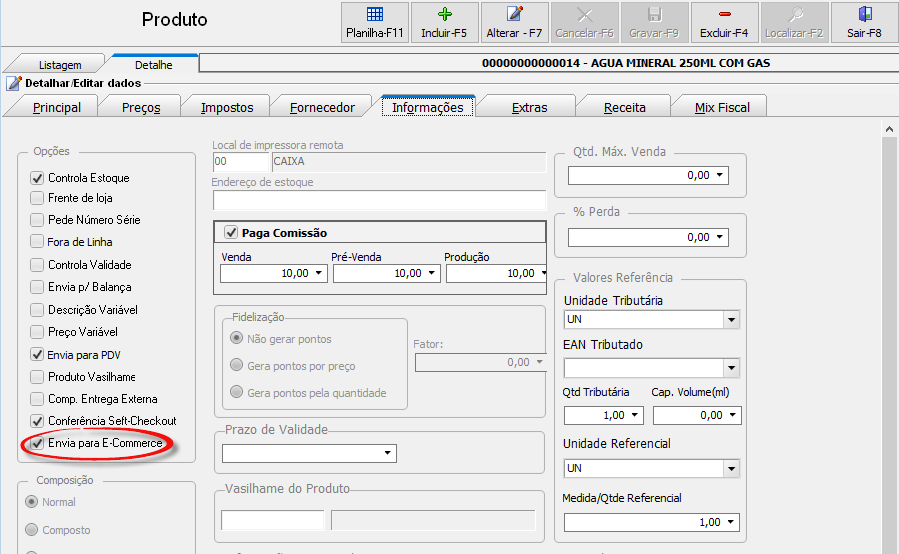 Produto
Planilha-F11
Incluir-F5
Alterar - F7
Cancelar-F6
Gravar-F9
Excluir-F4
Localizar-F2
Sair-F8
Listagem
Detalhe
00000000000014 - AGUA MINERAL 250ML COM GAS
Detalhar/Editar dados
Principal
Preços
Impostos
Fornecedor
Informações
Extras
Receita
Mix Fiscal
Opções
Controla Estoque
Frente de loja
Pede Número Série
Fora de Linha
Controla Validade
Envia p/ Balança
Descrição Variável
Preço Variável
Envia para PDV
Produto Vasilhame
Comp. Entrega Externa
Conferência Seft-Checkout
Envia para E-Commerce
Composição
Normal
Composto
Local de impressora remota
00 CAIXA
Endereço de estoque
Paga Comissão
Venda Pré-Venda Produção
10,00 10,00 10,00
Fidelização
Não gerar pontos
Gera pontos por preço
Gera pontos pela quantidade
Fator:
0,00
Prazo de Validade
Vasilhame do Produto
Qtd. Máx. Venda
0,00
% Perda
0,00
Valores Referência
Unidade Tributária
UN
EAN Tributado
Qtd Tributária Cap. Volume(ml)
1,00 0,00
Unidade Referencial
UN
Medida/Qtde Referencial
1,00